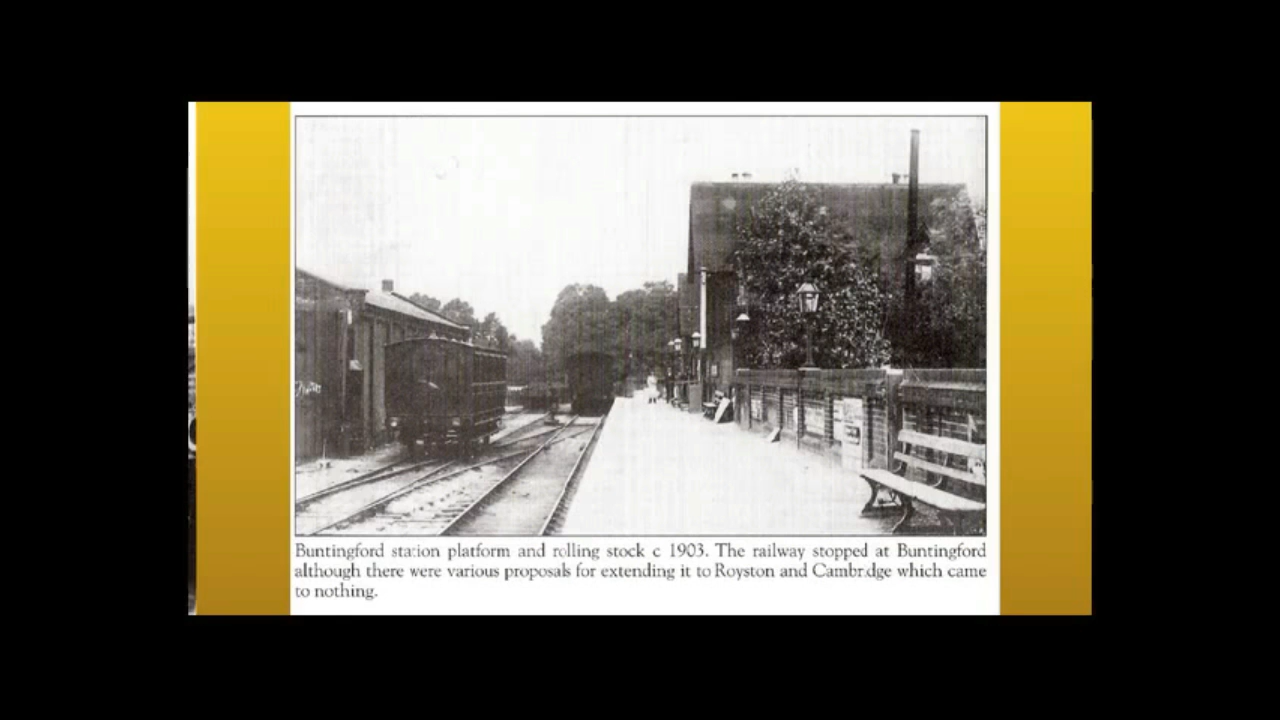 Buntingford station platform and rolling stock c 1903. The railway stopped at Buntingford
although there were various proposals for extending it to Royston and Cambridge which came
to nothing.